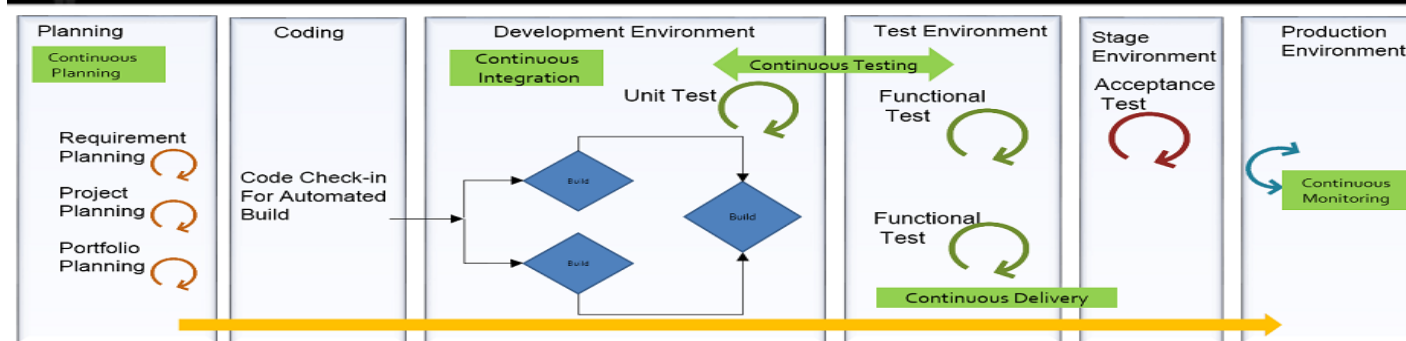 Planning
Continuous
Planning
Requirement
Planning
Project
Planning
Portfolio
Planning
Coding
Code Check-in
For Automated
Build
Development Environment
Continuous
Integration
Continuous Testing
Unit Test
Build
Build
Build
Test Environment
Functional
Test
Functional
Test
Continuous Delivery
Stage
Environment
Acceptance
Test
Production
Environment
Continuous
Monitoring